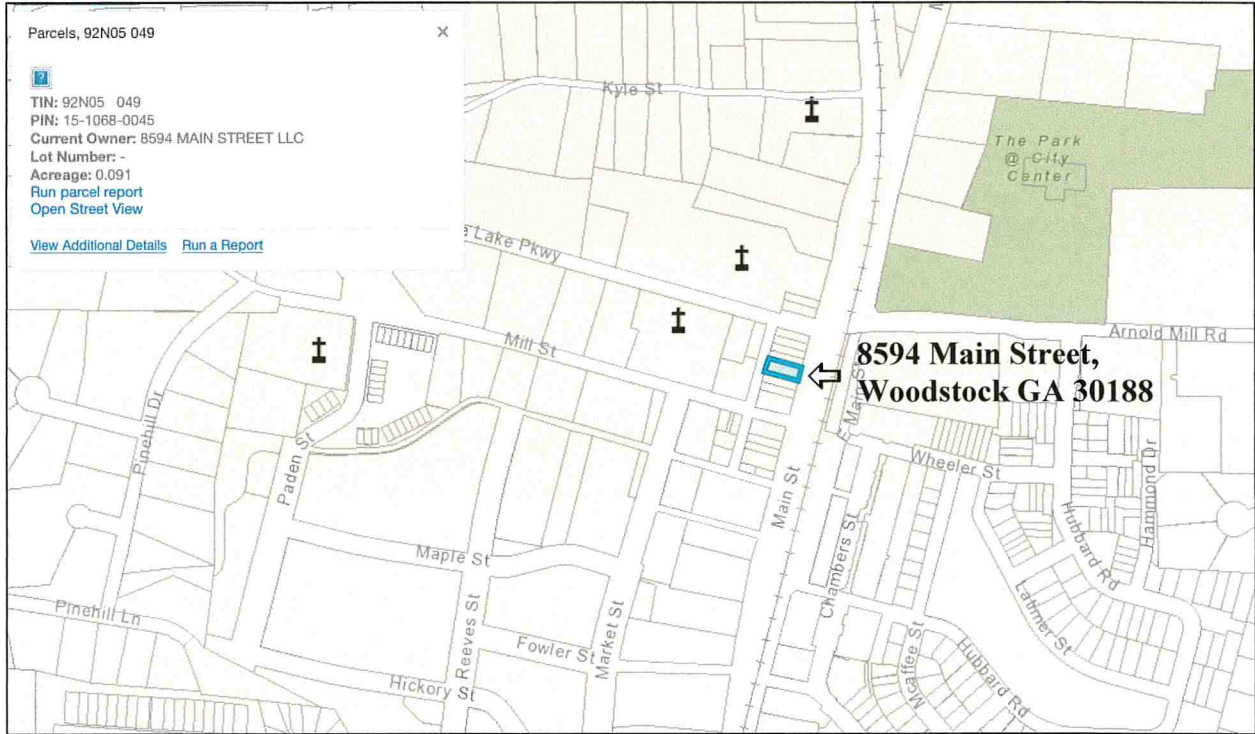 Parcels, 92N05 049
×
?
TIN: 92N05 049
PIN: 15-1068-0045
Current Owner: 8594 MAIN STREET LLC
Lot Number: -
Acreage: 0.091
Run parcel report
Open Street View
View Additional Details Run a Report
Kyle St
The Park
@ City
Center
e Lake Pkwy
Arnold Mill Rd
Mill St
8594 Main Street,
Woodstock GA 30188
E Main St
Pinehill Dr
Paden St
Main St
Wheeler St
Hammond Dr
Hubbard Rd
Chambers St
Maple St
Latimer St
Pinehill Ln
Reeves St
Market St
Fowler St
Mcaffee St
Hubbard Rd
Hickory St